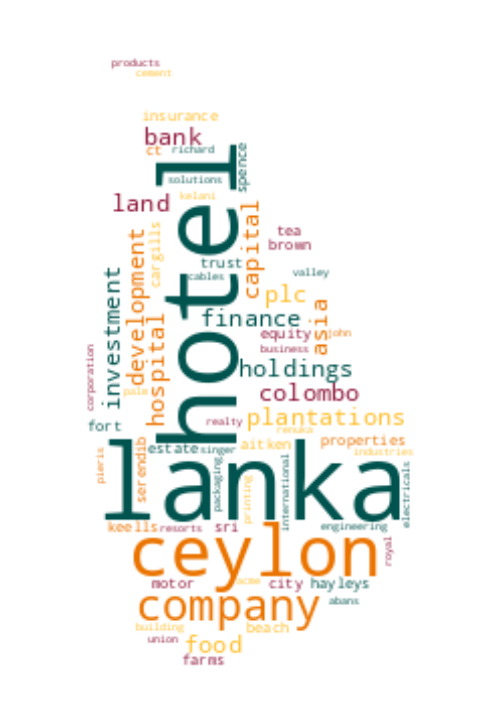 products
cement
insurance
bank
ct richard
spence
solutions
kelani
land
hotel
capital
cargills
development
tea
brown
trust
cables
valley
investment
plc
finance
asia
hospital
equity
john
business
corporation
holdings
palm
colombo
plantations
fort
realty
renuka
lanka
aitken
properties
estate
singer
industries
serendib
pieris
packaging
printing
international
electricals
keells
resorts
sri
engineering
ceylon
royal
motor
acme
city
hayleys
company
abans
building
beach
union
food
farms